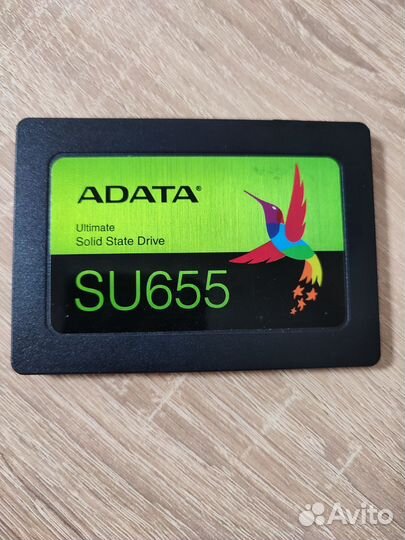 ADATA®
Ultimate
Solid State Drive
SU655
Avito